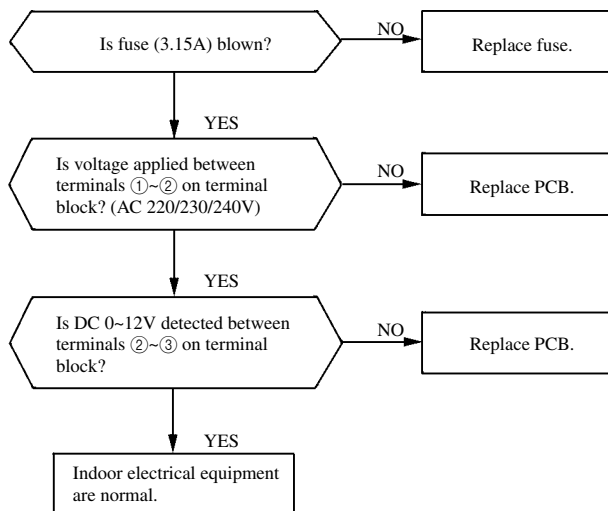 Is fuse (3.15A) blown?
NO
Replace fuse.
YES
Is voltage applied between
terminals ①~② on terminal
block? (AC 220/230/240V)
NO
Replace PCB.
YES
Is DC 0~12V detected between
terminals ②~③ on terminal
block?
NO
Replace PCB.
YES
Indoor electrical equipment
are normal.